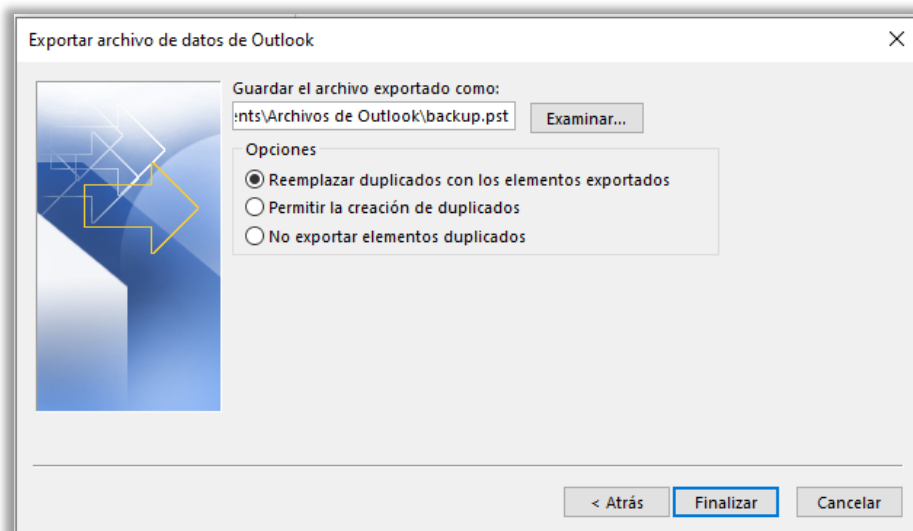 Exportar archivo de datos de Outlook
Guardar el archivo exportado como:
ents\Archivos de Outlook\backup.pst
Examinar...
Opciones
Reemplazar duplicados con los elementos exportados
Permitir la creación de duplicados
No exportar elementos duplicados
< Atrás
Finalizar
Cancelar